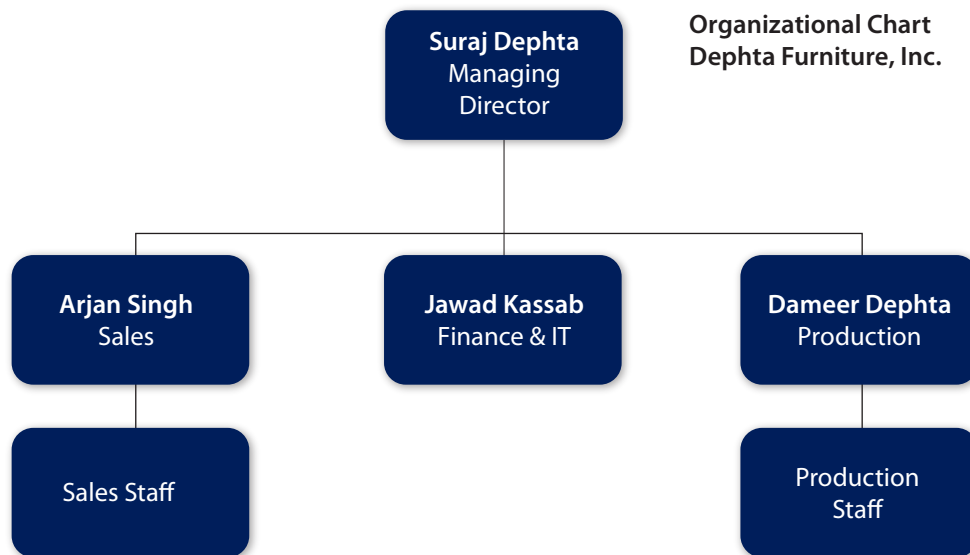 Organizational Chart
Dephta Furniture, Inc.
Suraj Dephta
Managing
Director
Arjan Singh
Sales
Jawad Kassab
Finance & IT
Dameer Dephta
Production
Sales Staff
Production
Staff